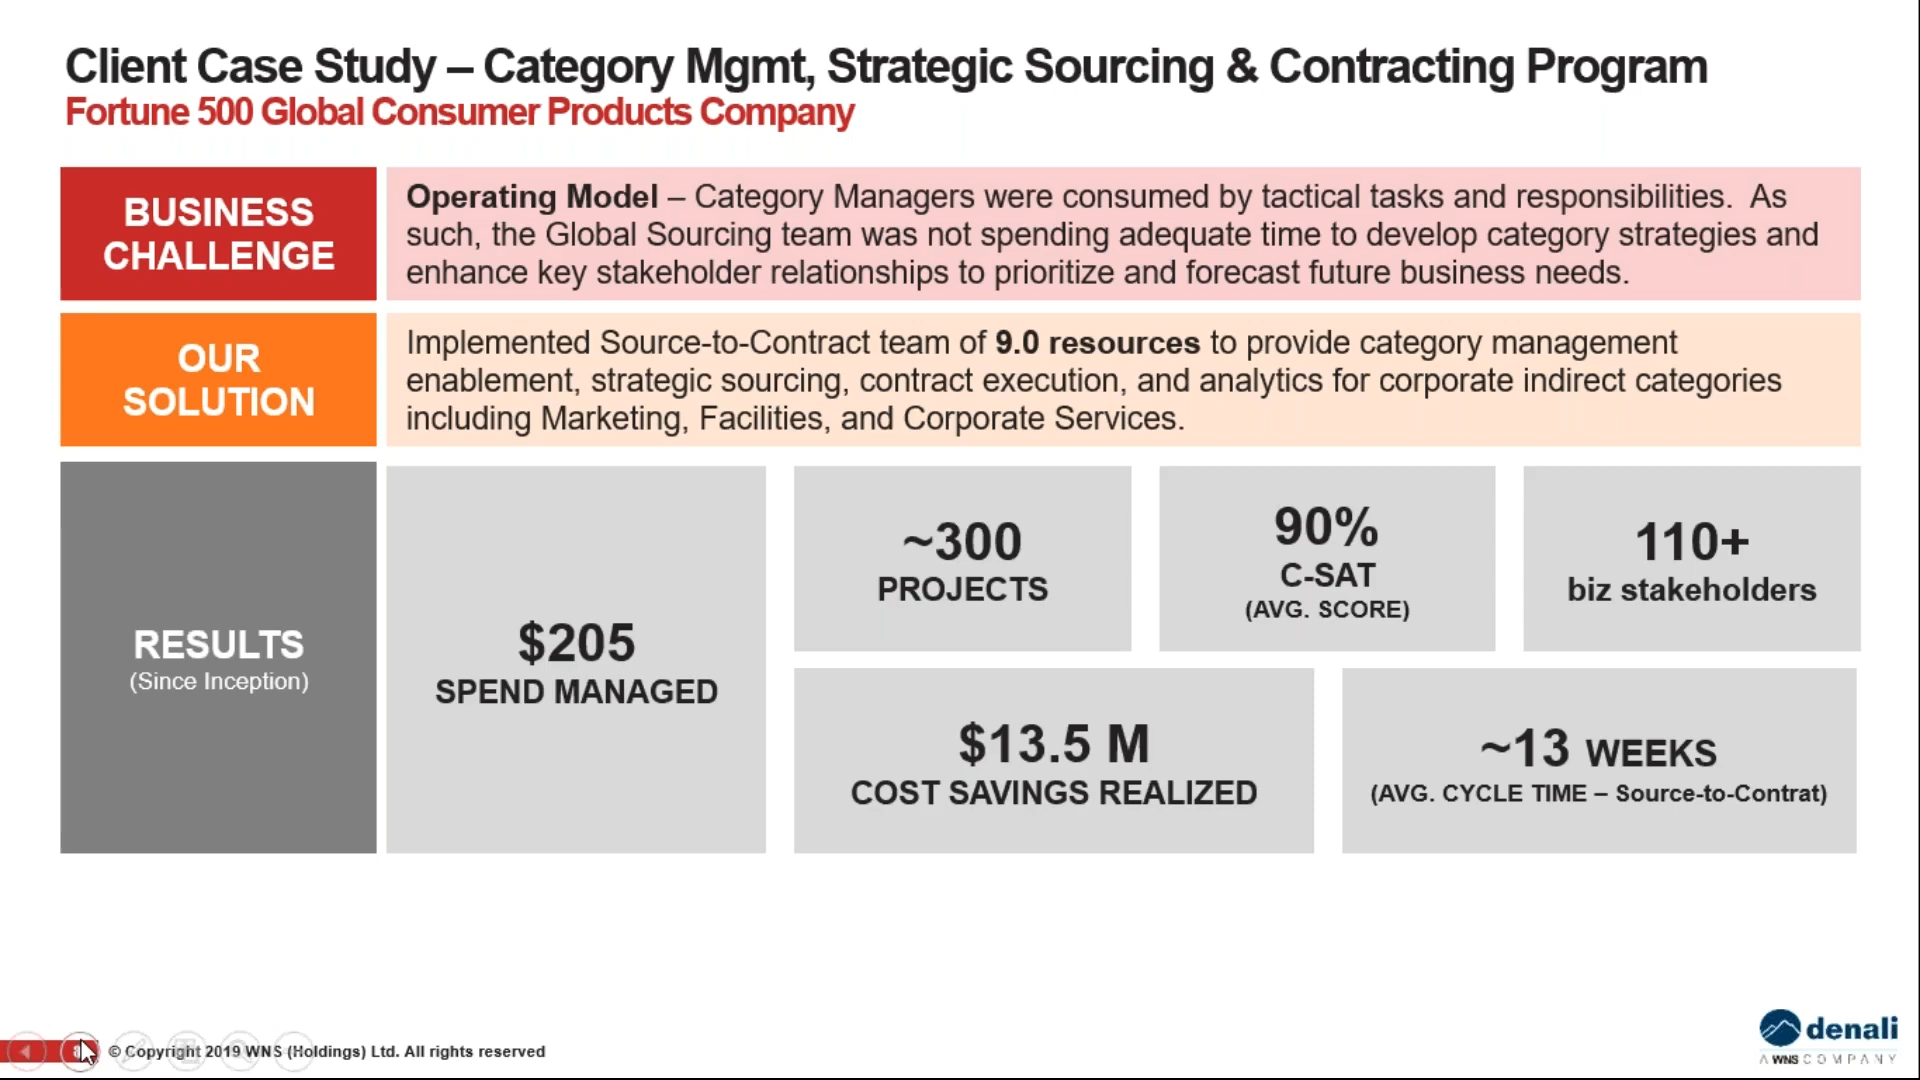 Client Case Study – Category Mgmt, Strategic Sourcing & Contracting Program
Fortune 500 Global Consumer Products Company
BUSINESS
CHALLENGE
Operating Model – Category Managers were consumed by tactical tasks and responsibilities.  As
such, the Global Sourcing team was not spending adequate time to develop category strategies and
enhance key stakeholder relationships to prioritize and forecast future business needs.
OUR
SOLUTION
Implemented Source-to-Contract team of 9.0 resources to provide category management
enablement, strategic sourcing, contract execution, and analytics for corporate indirect categories
including Marketing, Facilities, and Corporate Services.
RESULTS
(Since Inception)
$205
SPEND MANAGED
~300
PROJECTS
90%
C-SAT
(AVG. SCORE)
110+
biz stakeholders
$13.5 M
COST SAVINGS REALIZED
~13 WEEKS
(AVG. CYCLE TIME – Source-to-Contrat)
© Copyright 2019 WNS (Holdings) Ltd. All rights reserved
denali
A WNS COMPANY